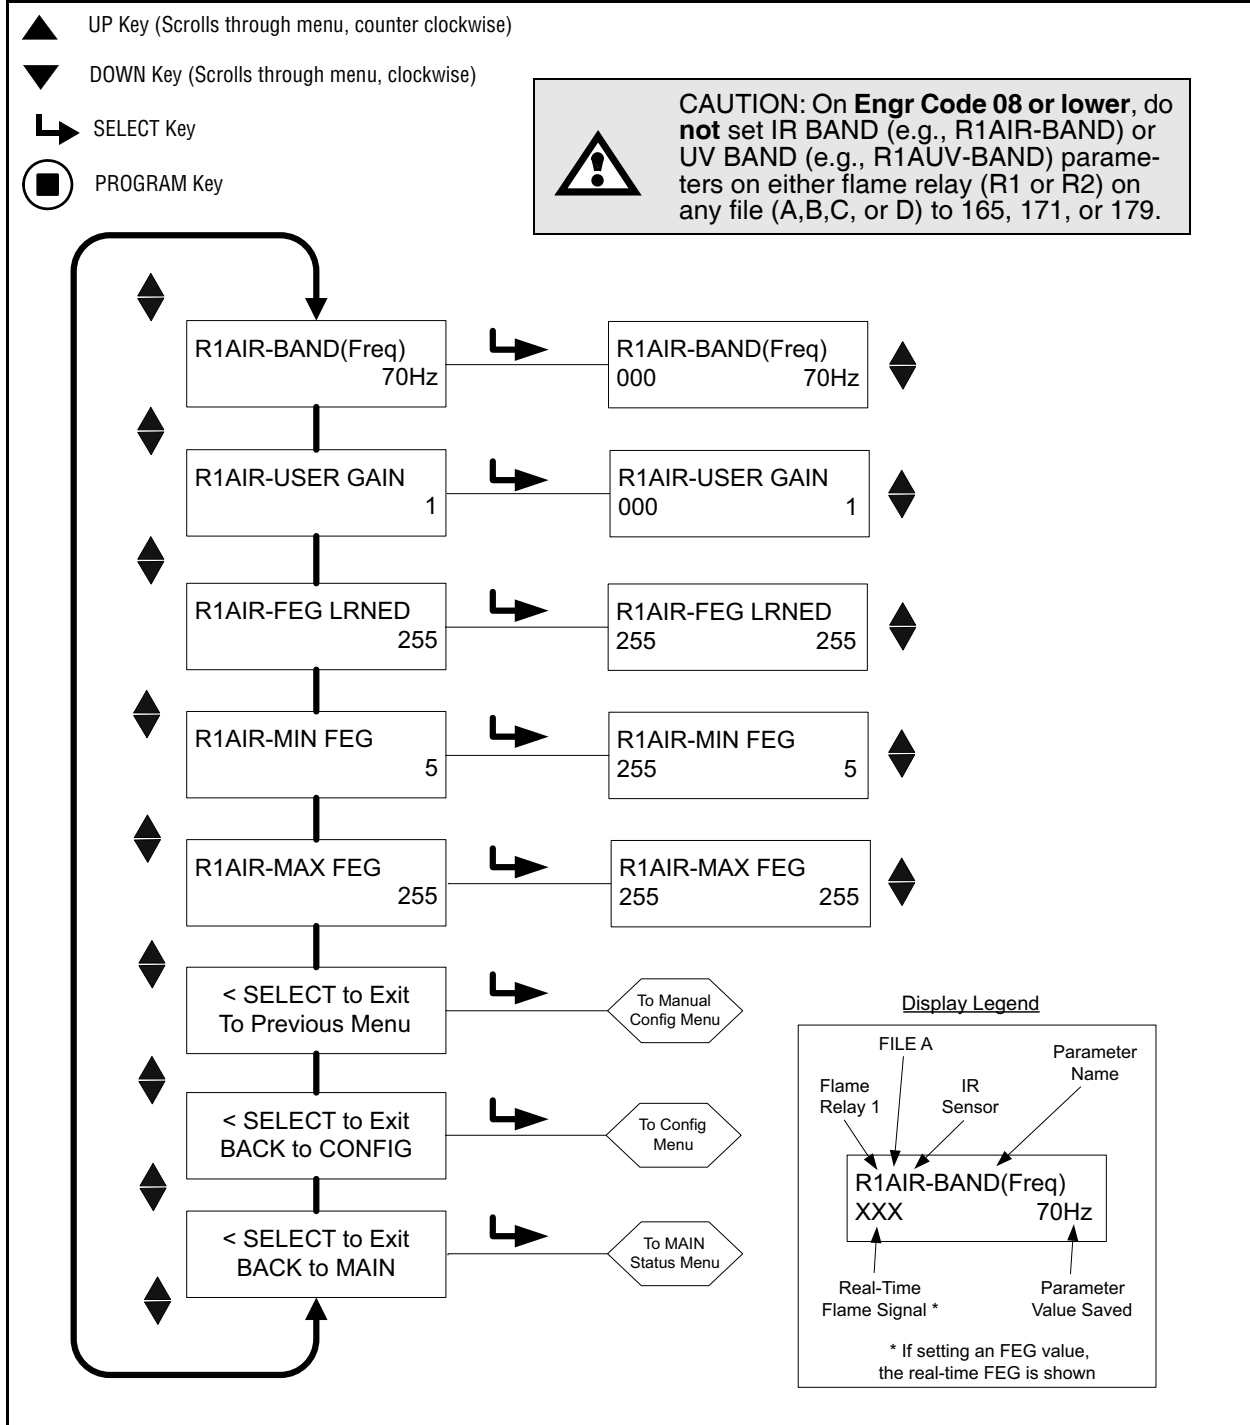 UP Key (Scrolls through menu, counter clockwise)
DOWN Key (Scrolls through menu, clockwise)
SELECT Key
PROGRAM Key
CAUTION: On Engr Code 08 or lower, do
not set IR BAND (e.g., R1AIR-BAND) or
UV BAND (e.g., R1AUV-BAND) parame-
ters on either flame relay (R1 or R2) on
any file (A,B,C, or D) to 165, 171, or 179.
R1AIR-BAND(Freq)
70Hz
R1AIR-BAND(Freq)
000 70Hz
R1AIR-USER GAIN
1
R1AIR-USER GAIN
000 1
R1AIR-FEG LRNED
255
R1AIR-FEG LRNED
255 255
R1AIR-MIN FEG
5
R1AIR-MIN FEG
255 5
R1AIR-MAX FEG
255
R1AIR-MAX FEG
255 255
< SELECT to Exit
To Previous Menu
To Manual
Config Menu
< SELECT to Exit
BACK to CONFIG
To Config
Menu
< SELECT to Exit
BACK to MAIN
To MAIN
Status Menu
Display Legend
FILE A
Parameter
Name
Flame
Relay 1
IR
Sensor
R1AIR-BAND(Freq)
XXX 70Hz
Real-Time
Flame Signal *
Parameter
Value Saved
* If setting an FEG value,
the real-time FEG is shown